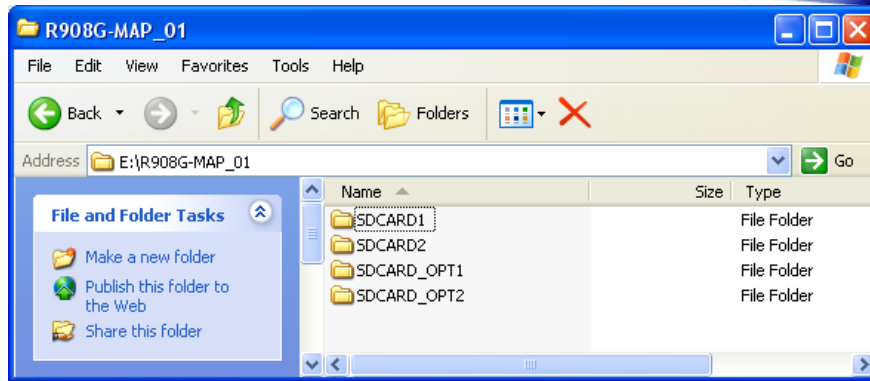 R908G-MAP_01
File Edit View Favorites Tools Help
Back Search Folders
Address E:\R908G-MAP_01 Go
File and Folder Tasks
Make a new folder
Publish this folder to
the Web
Share this folder
Name Size Type
SDCARD1 File Folder
SDCARD2 File Folder
SDCARD_OPT1 File Folder
SDCARD_OPT2 File Folder